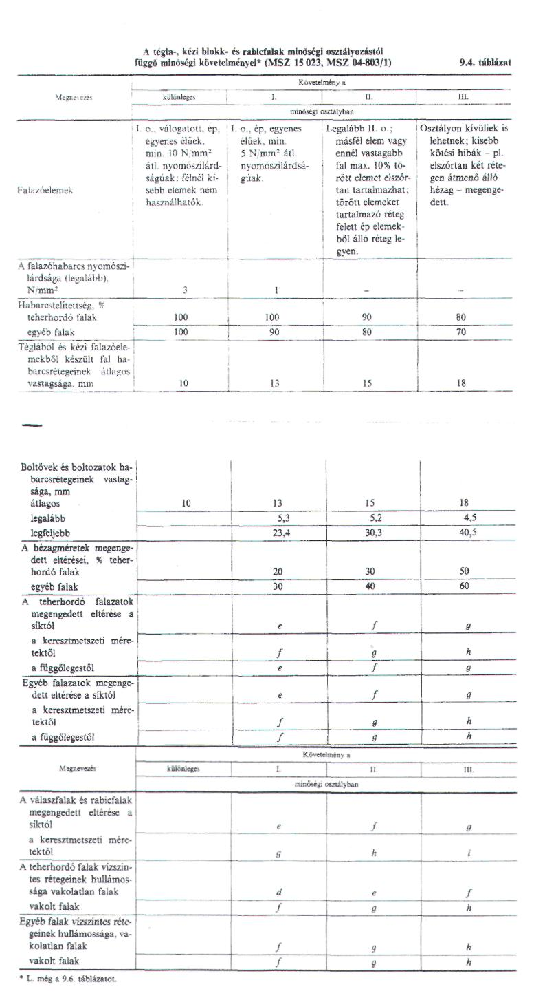 A tégla-, kézi blokk- és rabicfalak minőségi osztályozástól
függő minőségi követelményei* (MSZ 15 023, MSZ 04-803/1) 9.4. táblázat
Megnevezés
Követelmény a
különleges I. II. III.
minőségi osztályban
Falazóelemek
I. o., válogatott, ép,
egyenes élűek,
min. 10 N/mm²
átl. nyomószilárd-
ságúak; félnél ki-
sebb elemek nem
használhatók.
I. o., ép, egyenes
élűek, min.
5 N/mm² átl.
nyomószilárdsá-
gúak.
Legalább II. o.;
másfél elem vagy
ennél vastagabb
fal max. 10% tö-
rött elemet elszór-
tan tartalmazhat;
törött elemeket
tartalmazó réteg
felett ép elemek-
ből álló réteg le-
gyen.
Osztályon kívüliek is
lehetnek; kisebb
kötési hibák – pl.
elszórtan két réte-
gen átmenő álló
hézag – megenge-
dett.
A falazóhabarcs nyomószi-
lárdsága (legalább),
N/mm² 3 1 – –
Habarcstelítettség, %
teherhordó falak 100 100 90 80
egyéb falak 100 90 80 70
Téglából és kézi falazóele-
mekből készült fal ha-
barcsrétegeinek átlagos
vastagsága, mm 10 13 15 18
Boltövek és boltozatok ha-
barcsrétegeinek vastag-
sága, mm
átlagos 10 13 15 18
legalább 5,3 5,2 4,5
legfeljebb 23,4 30,3 40,5
A hézagméretek megenge-
dett eltérései, % teher-
hordó falak 20 30 50
egyéb falak 30 40 60
A teherhordó falazatok
megengedett eltérése a
síktól e f g
a keresztmetszeti mére-
tektől f g h
a függőlegestől e f g
Egyéb falazatok megenge-
dett eltérése a síktól e f g
a keresztmetszeti mére-
tektől f g h
a függőlegestől f g h
Megnevezés
Követelmény a
különleges I. II. III.
minőségi osztályban
A válaszfalak és rabicfalak
megengedett eltérése a
síktól e f g
a keresztmetszeti mére-
tektől g h i
A teherhordó falak vízszin-
tes rétegeinek hullámos-
sága vakolatlan falak d e f
vakolt falak f g h
Egyéb falak vízszintes réte-
geinek hullámossága, va-
kolatlan falak f g h
vakolt falak f g h
* L. még a 9.6. táblázatot.